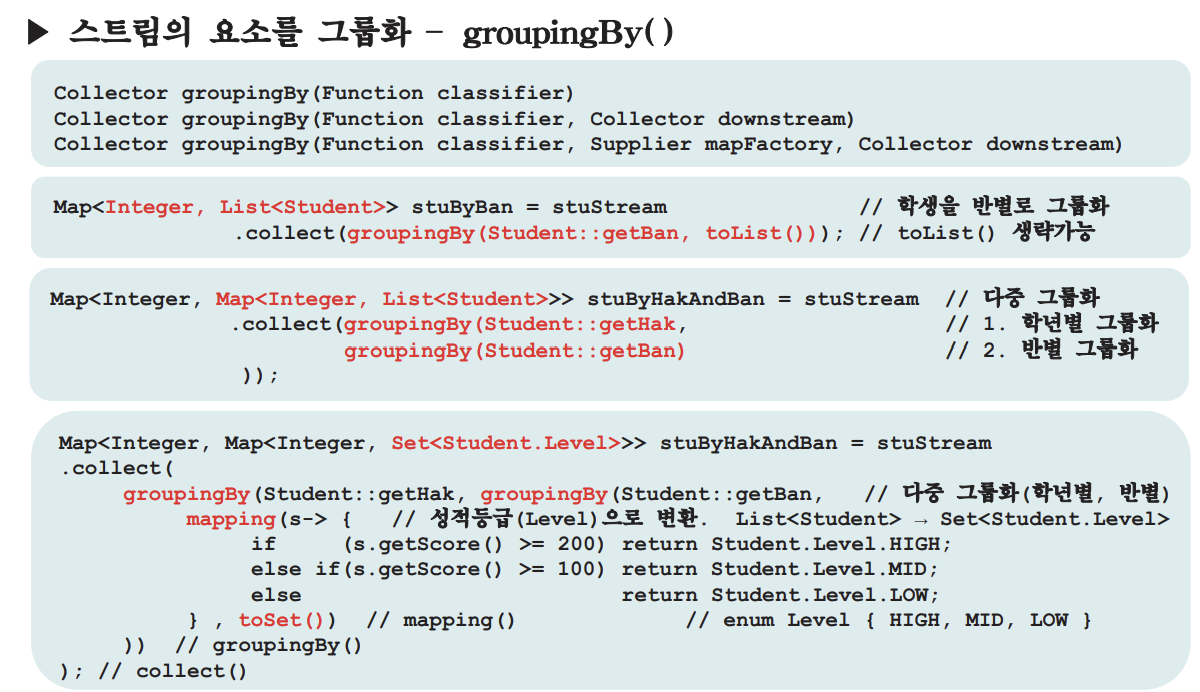 ▶ 스트림의 요소를 그룹화 - groupingBy()
Collector groupingBy(Function classifier)
Collector groupingBy(Function classifier, Collector downstream)
Collector groupingBy(Function classifier, Supplier mapFactory, Collector downstream)
Map<Integer, List<Student>> stuByBan = stuStream // 학생을 반별로 그룹화
.collect(groupingBy(Student::getBan, toList())); // toList() 생략가능
Map<Integer, Map<Integer, List<Student>>> stuByHakAndBan = stuStream // 다중 그룹화
.collect(groupingBy(Student::getHak, // 1. 학년별 그룹화
groupingBy(Student::getBan) // 2. 반별 그룹화
));
Map<Integer, Map<Integer, Set<Student.Level>>> stuByHakAndBan = stuStream
.collect(
groupingBy(Student::getHak, groupingBy(Student::getBan, // 다중 그룹화(학년별, 반별)
mapping(s-> { // 성적등급(Level)으로 변환. List<Student> → Set<Student.Level>
if (s.getScore() >= 200) return Student.Level.HIGH;
else if(s.getScore() >= 100) return Student.Level.MID;
else return Student.Level.LOW;
} , toSet()) // mapping() // enum Level { HIGH, MID, LOW }
)) // groupingBy()
); // collect()